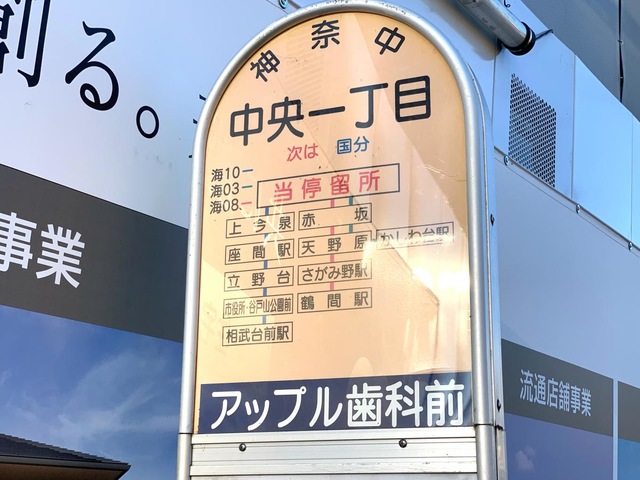 創る。
神奈中
中央一丁目
次は 国分
海10
海03
海08
当停留所
上今泉 赤坂
座間駅 天野原 かしわ台駅
立野台 さがみ野駅
市役所・谷戸山公園前 鶴間駅
相武台前駅
アップル歯科前
事業
流通店舗事業